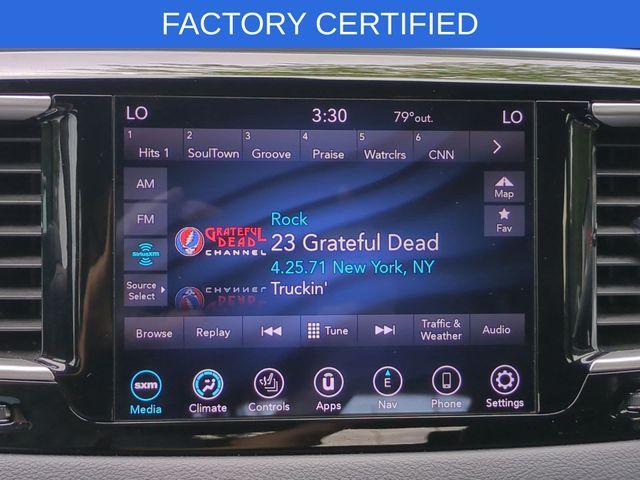 FACTORY CERTIFIED
LO 3:30 79°out. LO
1 Hits 1 2 SoulTown 3 Groove 4 Praise 5 Watrclrs 6 CNN
AM
Map
FM
Fav
SiriusXM
Source Select
GRATEFUL DEAD CHANNEL
Rock
23 Grateful Dead
4.25.71 New York, NY
Truckin'
Browse Replay Tune Traffic & Weather Audio
sxm U E
Media Climate Controls Apps Nav Phone Settings